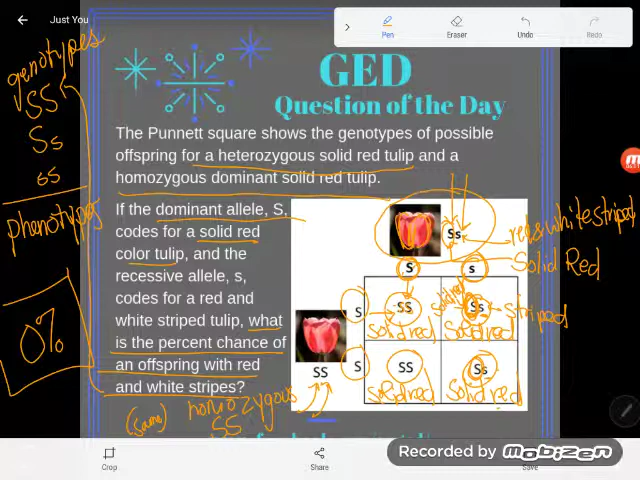 Just You
Pen
Eraser
Undo
Redo
GED
Question of the Day
The Punnett square shows the genotypes of possible
offspring for a heterozygous solid red tulip and a
homozygous dominant solid red tulip.
If the dominant allele, S,
codes for a solid red
color tulip, and the
recessive allele, s,
codes for a red and
white striped tulip, what
is the percent chance of
an offspring with red
and white stripes?
genotypes
SS
Ss
ss
Phenotypes
0%
(same)
homozygous
SS
Ss
red&white striped
Solid Red
S
s
S
SS
solid red
solid red
Ss
solid red
striped
SS
S
SS
solid red
Ss
solid red
Crop
Share
Save
Recorded by Mobizen